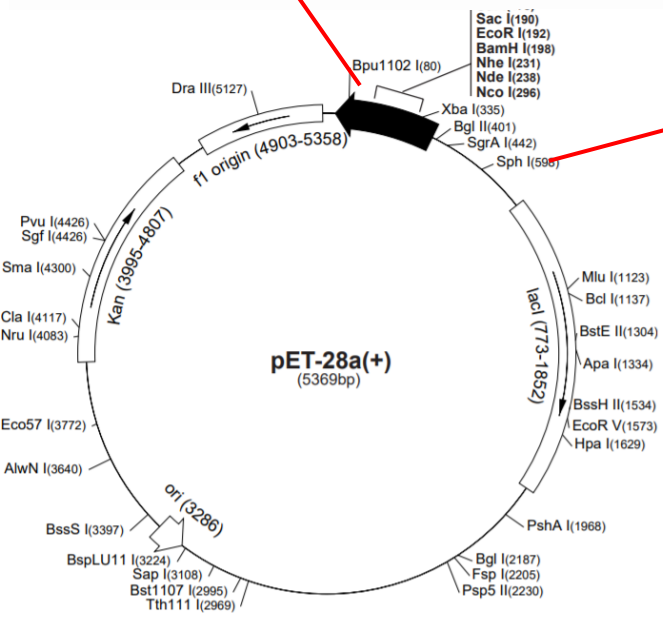 Sac I(190)
EcoR I(192)
BamH I(198)
Nhe I(231)
Nde I(238)
Nco I(296)
Bpu1102 I(80)
Xba I(335)
Bgl II(401)
SgrA I(442)
Sph I(598)
Dra III(5127)
f1 origin (4903-5358)
Pvu I(4426)
Sgf I(4426)
Sma I(4300)
Cla I(4117)
Nru I(4083)
Kan (3995-4807)
lacI (773-1852)
Mlu I(1123)
Bcl I(1137)
BstE II(1304)
Apa I(1334)
BssH II(1534)
EcoR V(1573)
Hpa I(1629)
pET-28a(+)
(5369bp)
Eco57 I(3772)
AlwN I(3640)
ori (3286)
BssS I(3397)
BspLU11 I(3224)
Sap I(3108)
Bst1107 I(2995)
Tth111 I(2969)
PshA I(1968)
Bgl I(2187)
Fsp I(2205)
Psp5 II(2230)